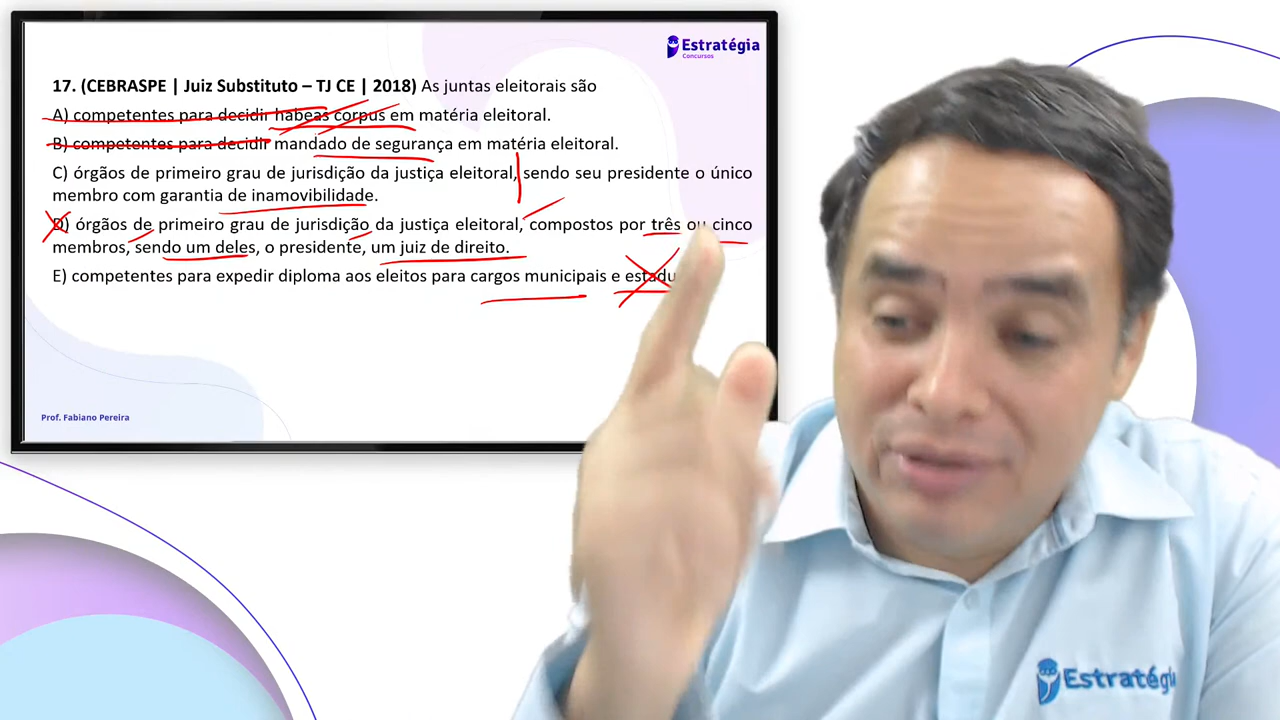 Estratégia
Concursos
17. (CEBRASPE | Juiz Substituto – TJ CE | 2018) As juntas eleitorais são
A) competentes para decidir habeas corpus em matéria eleitoral.
B) competentes para decidir mandado de segurança em matéria eleitoral.
C) órgãos de primeiro grau de jurisdição da justiça eleitoral, sendo seu presidente o único
membro com garantia de inamovibilidade.
D) órgãos de primeiro grau de jurisdição da justiça eleitoral, compostos por três ou cinco
membros, sendo um deles, o presidente, um juiz de direito.
E) competentes para expedir diploma aos eleitos para cargos municipais e
Prof. Fabiano Pereira
Estratégia